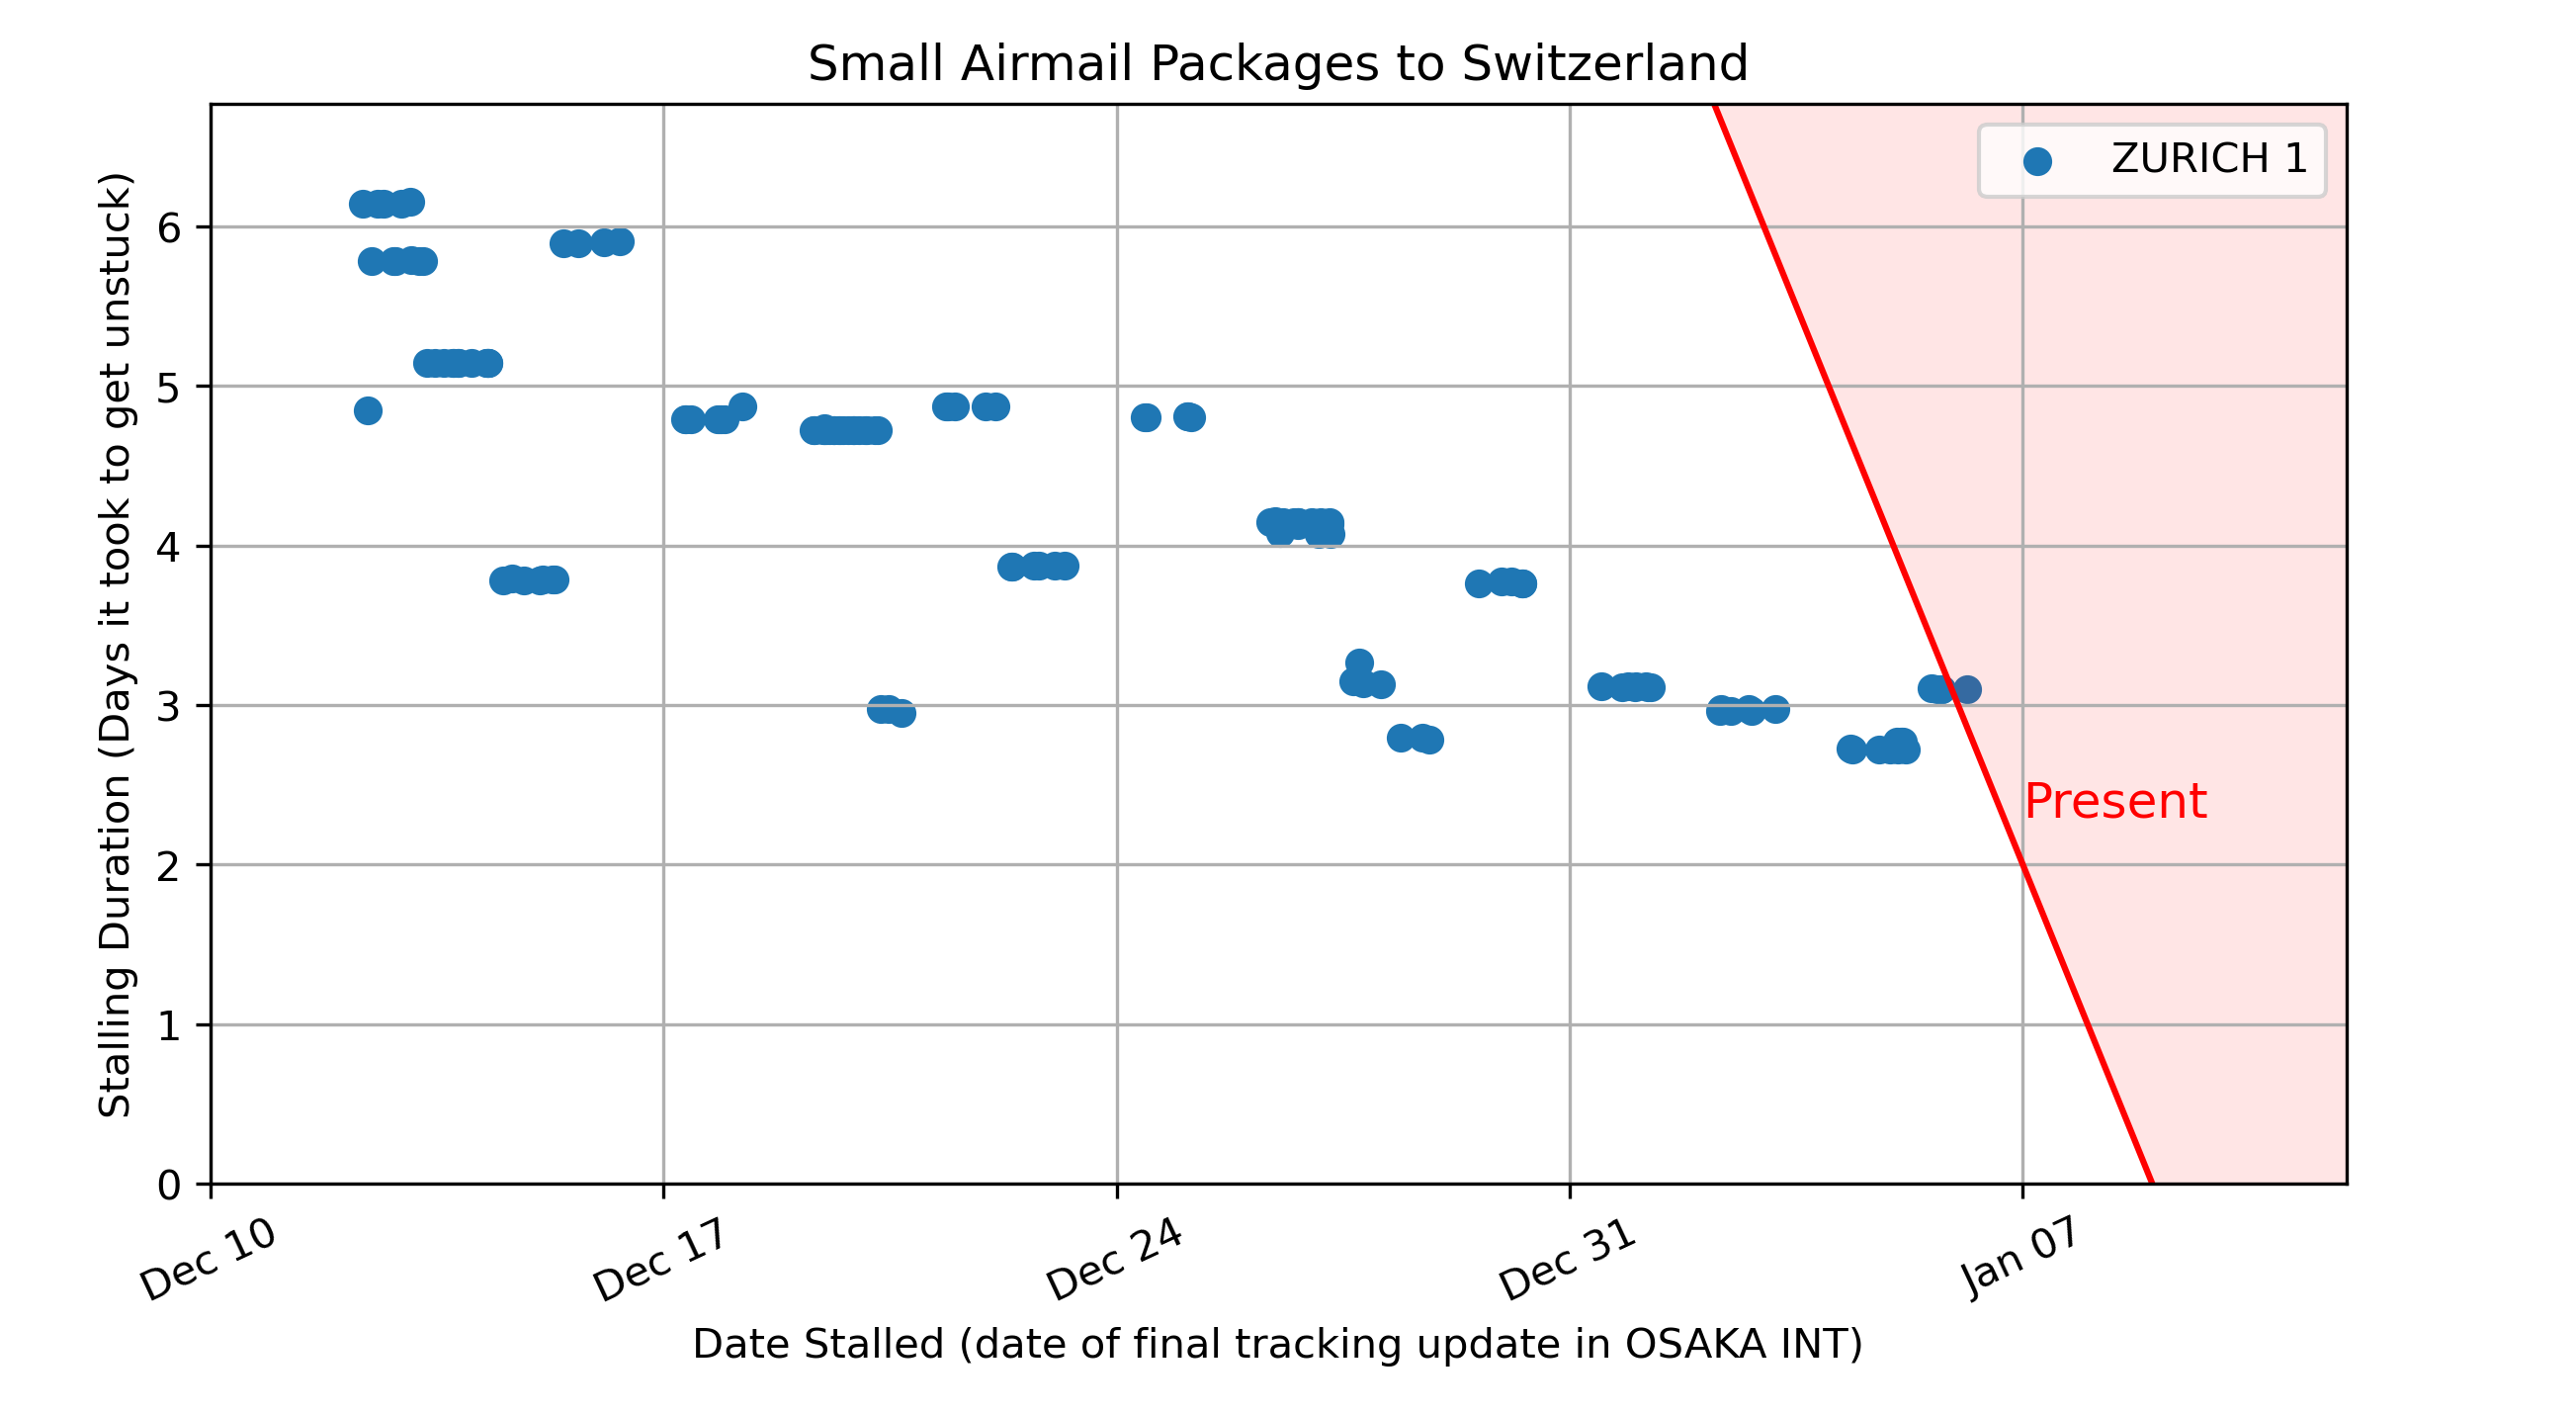 Small Airmail Packages to Switzerland
ZURICH 1
Stalling Duration (Days it took to get unstuck)
6
5
4
3
2
1
0
Present
Dec 10
Dec 17
Dec 24
Dec 31
Jan 07
Date Stalled (date of final tracking update in OSAKA INT)